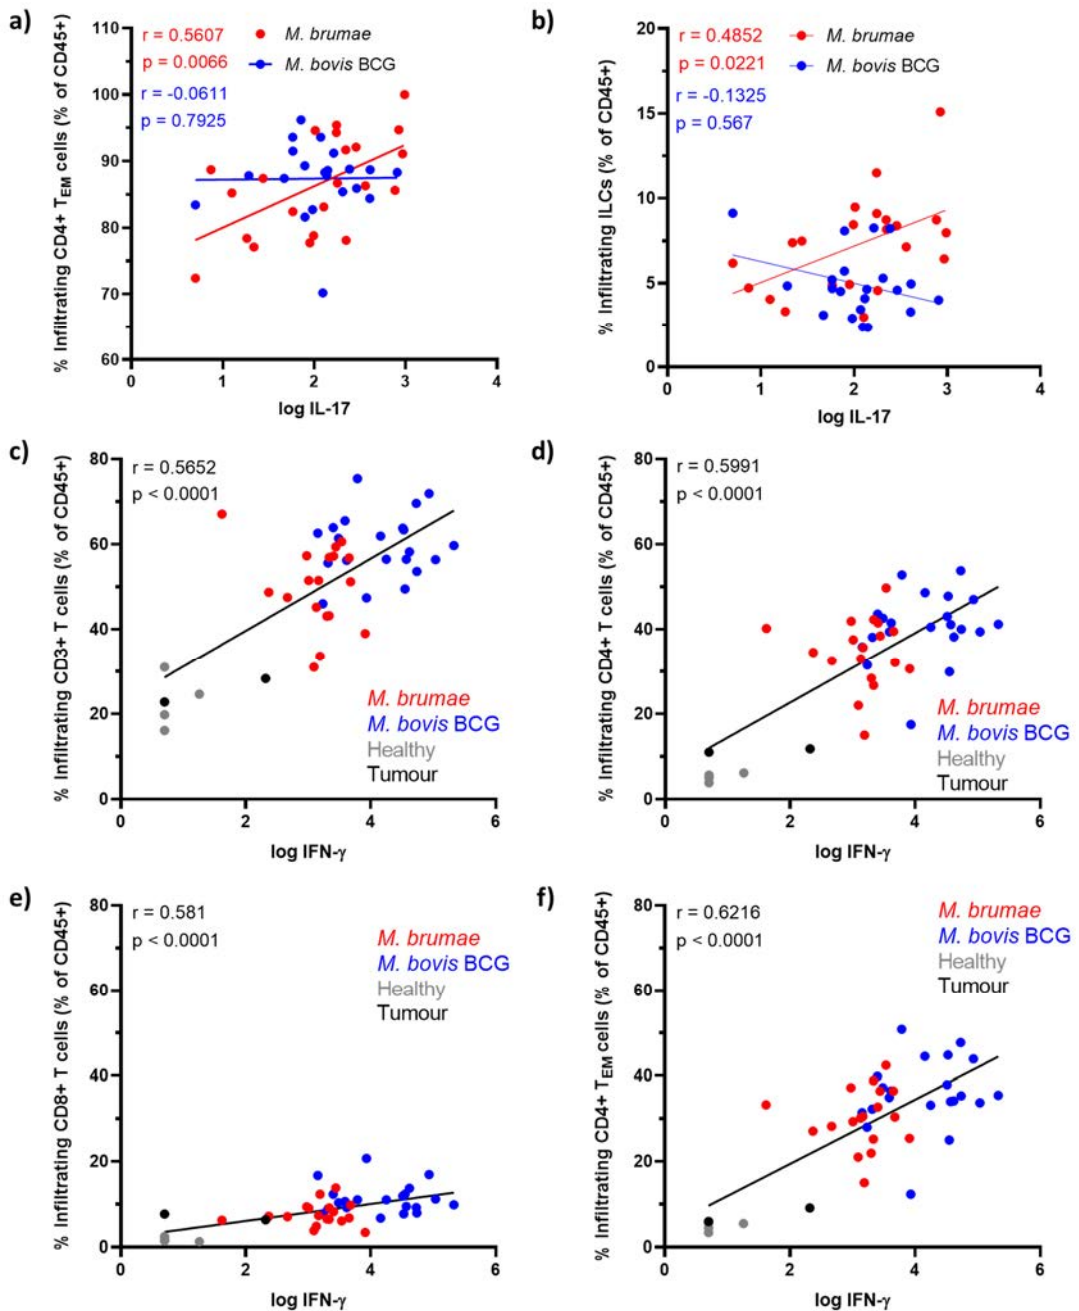 a)
% Infiltrating CD4+ TEM cells (% of CD45+)
110
100
90
80
70
60
r = 0.5607
p = 0.0066
r = -0.0611
p = 0.7925
M. brumae
M. bovis BCG
0 1 2 3 4
log IL-17
b)
% Infiltrating ILCs (% of CD45+)
20
15
10
5
0
r = 0.4852
p = 0.0221
r = -0.1325
p = 0.567
M. brumae
M. bovis BCG
0 1 2 3 4
log IL-17
c)
% Infiltrating CD3+ T cells (% of CD45+)
80
60
40
20
0
r = 0.5652
p < 0.0001
M. brumae
M. bovis BCG
Healthy
Tumour
0 2 4 6
log IFN-γ
d)
% Infiltrating CD4+ T cells (% of CD45+)
80
60
40
20
0
r = 0.5991
p < 0.0001
M. brumae
M. bovis BCG
Healthy
Tumour
0 2 4 6
log IFN-γ
e)
% Infiltrating CD8+ T cells (% of CD45+)
80
60
40
20
0
r = 0.581
p < 0.0001
M. brumae
M. bovis BCG
Healthy
Tumour
0 2 4 6
log IFN-γ
f)
% Infiltrating CD4+ TEM cells (% of CD45+)
80
60
40
20
0
r = 0.6216
p < 0.0001
M. brumae
M. bovis BCG
Healthy
Tumour
0 2 4 6
log IFN-γ